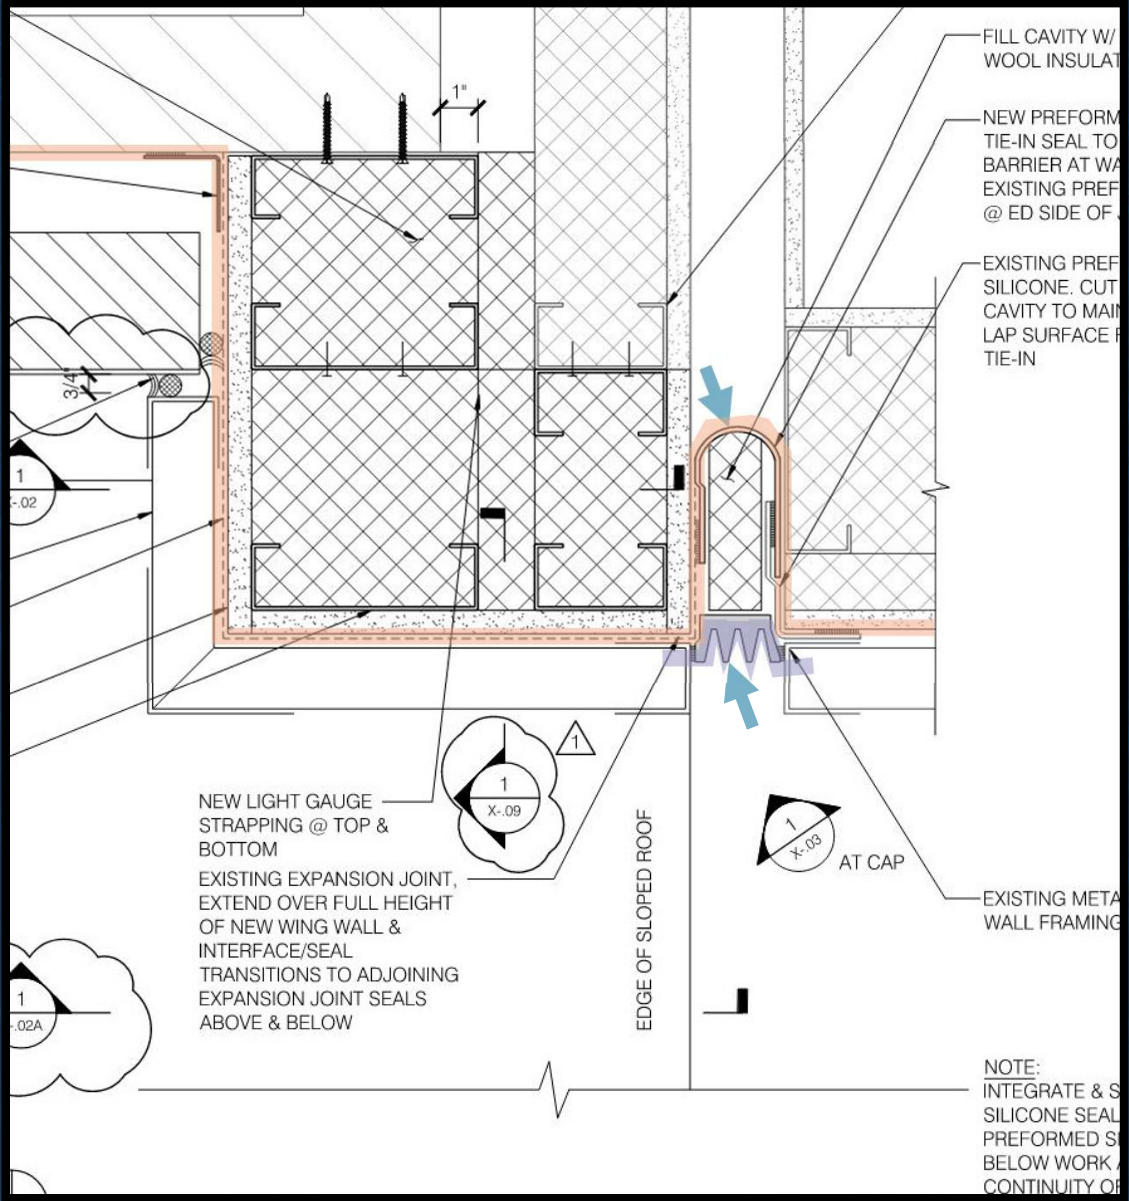 FILL CAVITY W/
WOOL INSULAT
1"
NEW PREFORM
TIE-IN SEAL TO
BARRIER AT WA
EXISTING PREF
@ ED SIDE OF
EXISTING PREF
SILICONE. CUT
CAVITY TO MAI
LAP SURFACE
TIE-IN
3/4"
1
X-.02
1
NEW LIGHT GAUGE
STRAPPING @ TOP &
BOTTOM
1
X-.09
EXISTING EXPANSION JOINT,
EXTEND OVER FULL HEIGHT
OF NEW WING WALL &
INTERFACE/SEAL
TRANSITIONS TO ADJOINING
EXPANSION JOINT SEALS
ABOVE & BELOW
EDGE OF SLOPED ROOF
1
X-.03
AT CAP
EXISTING META
WALL FRAMING
1
-.02A
NOTE:
INTEGRATE & S
SILICONE SEAL
PREFORMED S
BELOW WORK
CONTINUITY OF